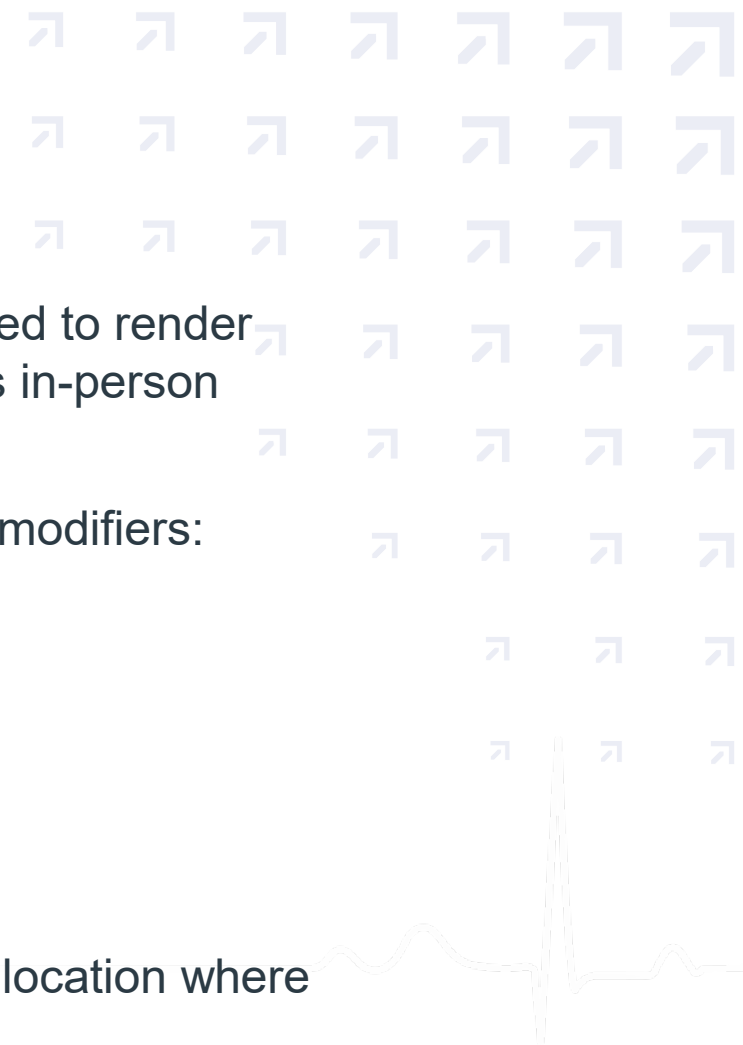 ed to render
s in-person
modifiers:
location where